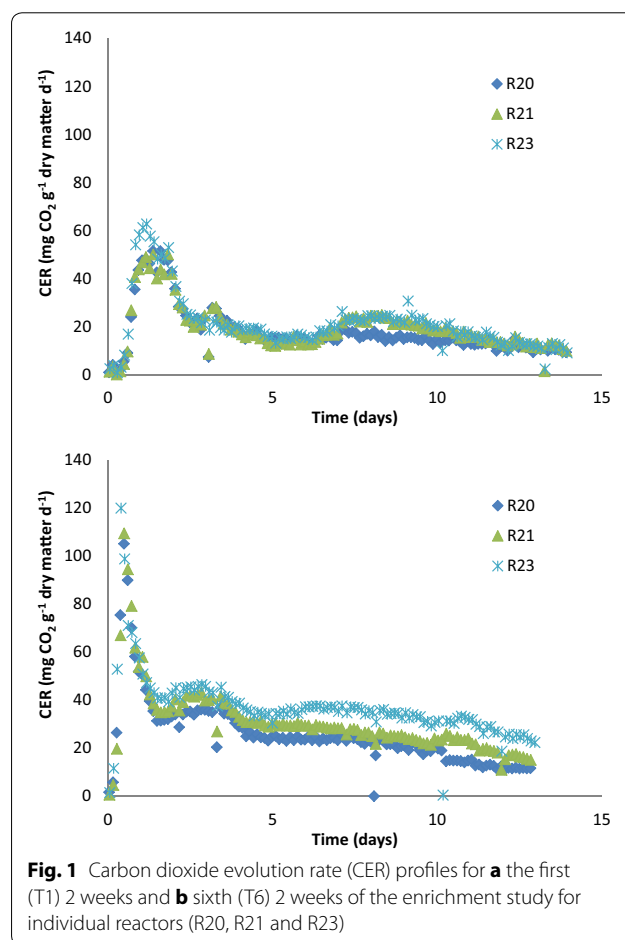 140
120
100
80
60
40
20
0
CER (mg CO₂ g⁻¹ dry matter d⁻¹)
R20
R21
R23
0
5
10
15
Time (days)
140
120
100
80
60
40
20
0
CER (mg CO₂ g⁻¹ dry matter d⁻¹)
R20
R21
R23
0
5
10
15
Time (days)
Fig. 1 Carbon dioxide evolution rate (CER) profiles for a the first
(T1) 2 weeks and b sixth (T6) 2 weeks of the enrichment study for
individual reactors (R20, R21 and R23)